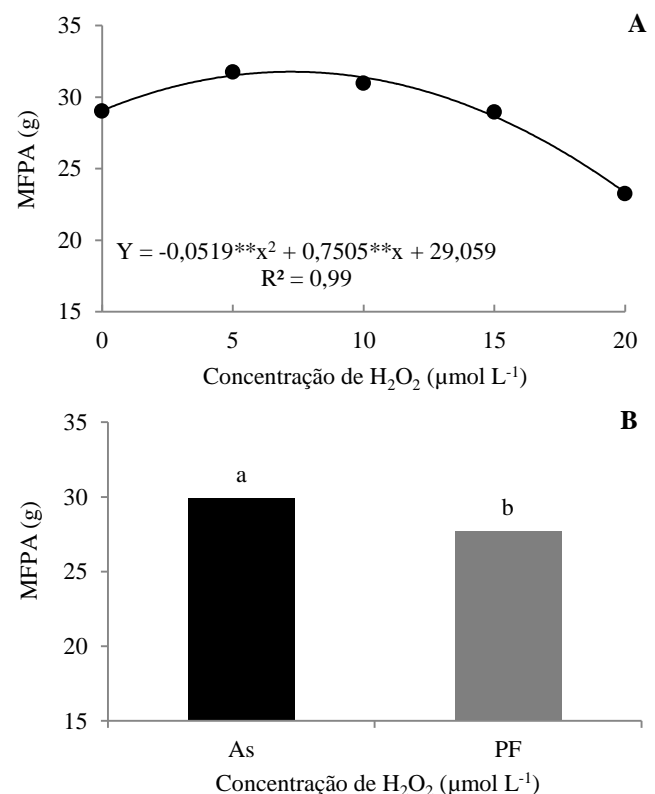 A
35
30
25
20
15
MFPA (g)
Y = -0,0519**x² + 0,7505**x + 29,059
R² = 0,99
0 5 10 15 20
Concentração de H₂O₂ (µmol L⁻¹)
B
35
30
25
20
15
MFPA (g)
a
b
As PF
Concentração de H₂O₂ (µmol L⁻¹)